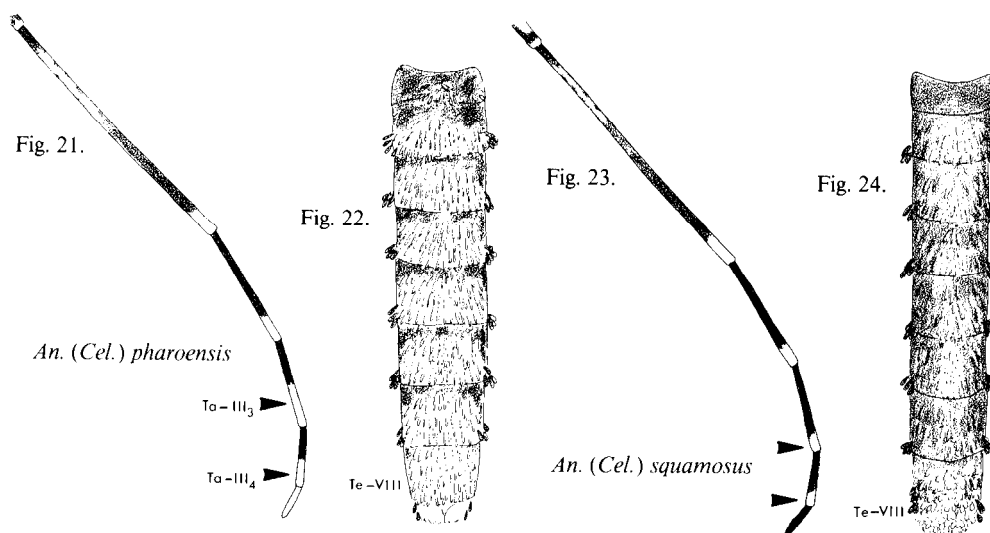 Fig. 21.
Fig. 22.
Fig. 23.
Fig. 24.
An. (Cel.) pharoensis
Ta-III3
Ta-III4
Te-VIII
An. (Cel.) squamosus
Te-VIII